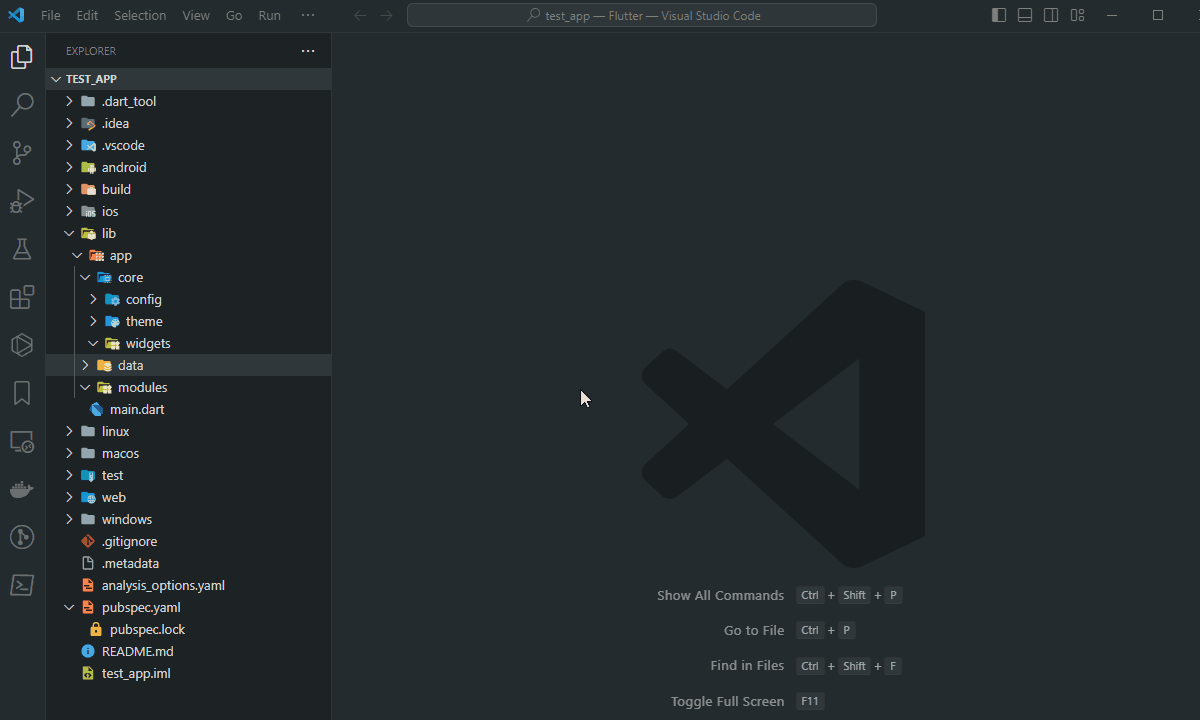 File Edit Selection View Go Run ···
test_app — Flutter — Visual Studio Code
EXPLORER
TEST_APP
.dart_tool
.idea
.vscode
android
build
ios
lib
app
core
config
theme
widgets
data
modules
main.dart
linux
macos
test
web
windows
.gitignore
.metadata
analysis_options.yaml
pubspec.yaml
pubspec.lock
README.md
test_app.iml
Show All Commands Ctrl + Shift + P
Go to File Ctrl + P
Find in Files Ctrl + Shift + F
Toggle Full Screen F11